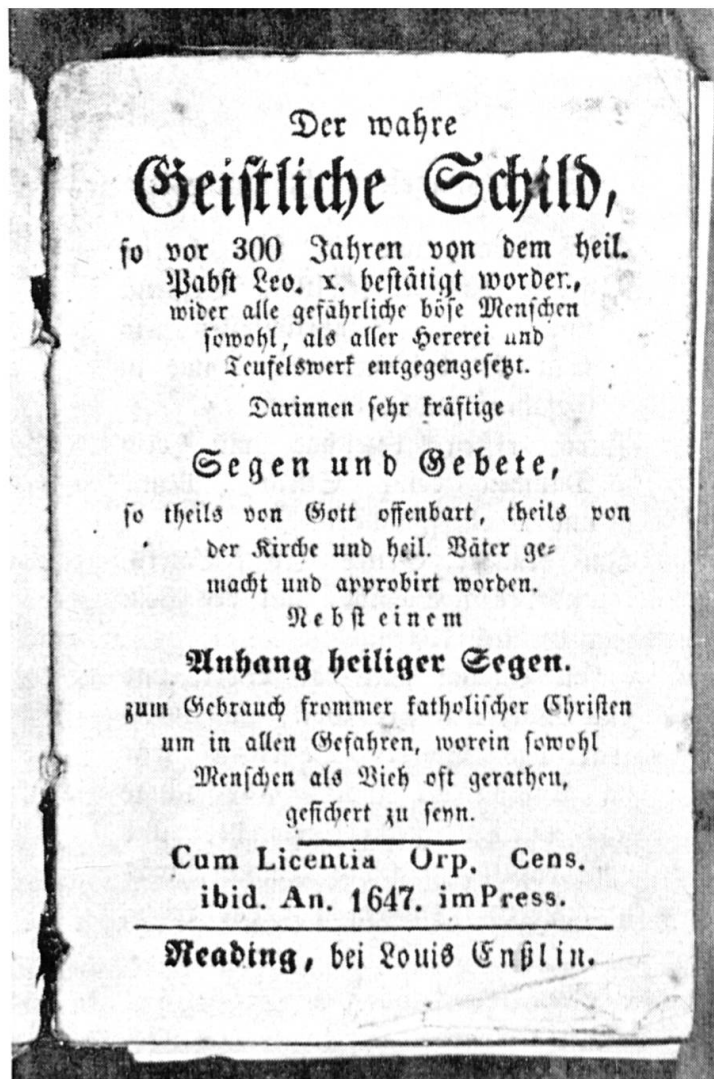 Der wahre
Geistliche Schild,
so vor 300 Jahren von dem heil.
Pabst Leo. x. bestätigt worder.,
wider alle gefährliche böse Menschen
sowohl, als aller Hererei und
Teufelswerk entgegengesetzt.
Darinnen sehr kräftige
Segen und Gebete,
so theils von Gott offenbart, theils von
der Kirche und heil. Väter ge-
macht und approbirt worden.
Nebst einem
Anhang heiliger Segen.
zum Gebrauch frommer katholischer Christen
um in allen Gefahren, worein sowohl
Menschen als Vieh oft gerathen,
gesichert zu seyn.
Cum Licentia Orp. Cens.
ibid. An. 1647. imPress.
Reading, bei Louis Enßlin.